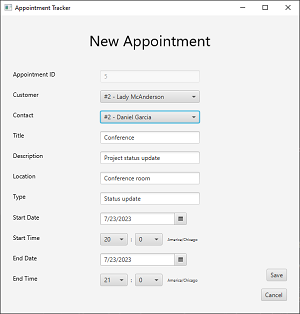 Appointment Tracker
New Appointment
Appointment ID 5
Customer #2 - Lady McAnderson
Contact #2 - Daniel Garcia
Title Conference
Description Project status update
Location Conference room
Type Status update
Start Date 7/23/2023
Start Time 20 : 0 America/Chicago
End Date 7/23/2023
End Time 21 : 0 America/Chicago
Save
Cancel